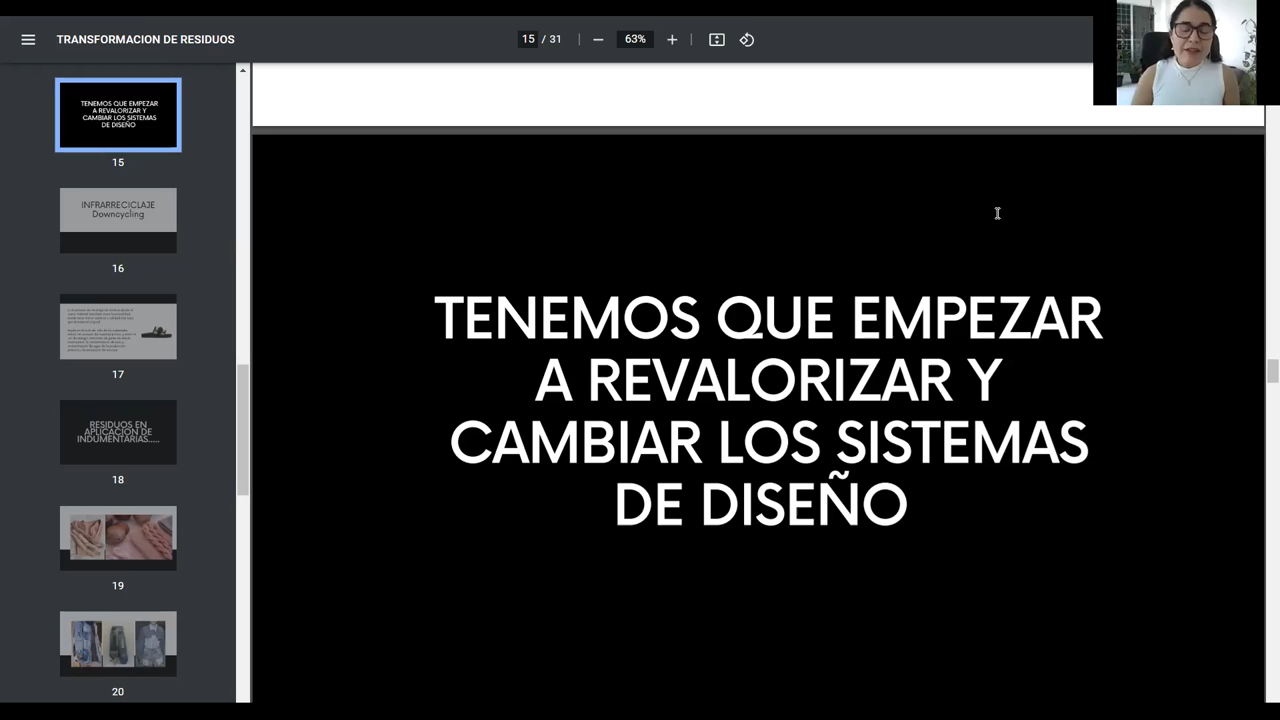 TRANSFORMACION DE RESIDUOS
15 / 31
63%
TENEMOS QUE EMPEZAR
A REVALORIZAR Y
CAMBIAR LOS SISTEMAS
DE DISEÑO
15
INFRARRECICLAJE
Downcycling
16
17
RESIDUOS EN
APLICACION DE
INDUMENTARIAS.....
18
19
20
TENEMOS QUE EMPEZAR
A REVALORIZAR Y
CAMBIAR LOS SISTEMAS
DE DISEÑO